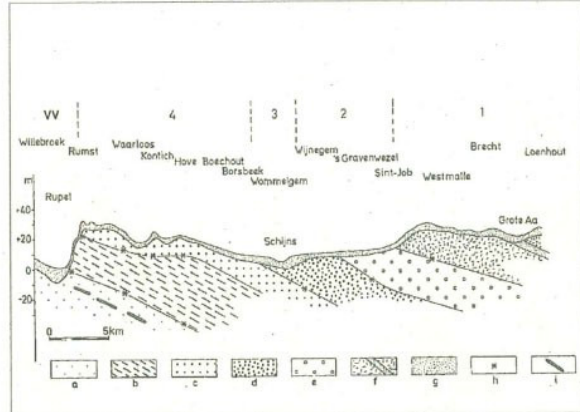 VV 4 3 2 1
Willebroek Rumst Waarloos Kontich Hove Boechout Borsbeek Wommelgem Wijnegem 's Gravenwezel Sint-Job Westmalle Brecht Loenhout
m
Rupel
Schijns
Grote Aa
+40
+20
0
-20
0 5km
a b c d e f g h i